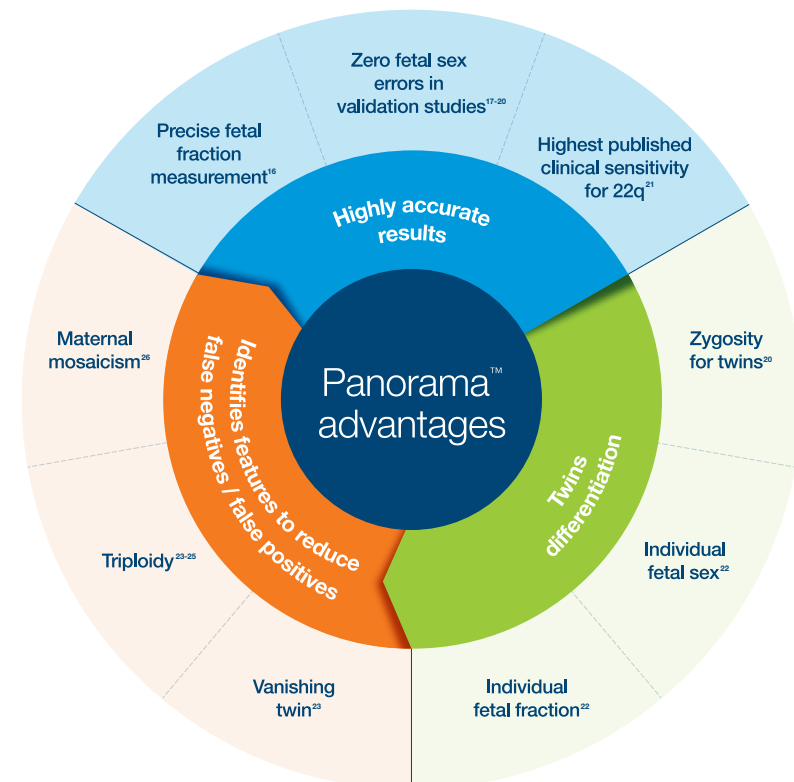 Zero fetal sex
errors in
validation studies¹⁷⁻²⁰
Precise fetal
fraction
measurement¹⁶
Highest published
clinical sensitivity
for 22q²¹
Highly accurate
results
Maternal
mosaicism²⁶
Identifies features to reduce
false negatives / false positives
Panorama™
advantages
Zygosity
for twins²⁰
Twins
differentiation
Triploidy²³⁻²⁵
Individual
fetal sex²²
Vanishing
twin²³
Individual
fetal fraction²²